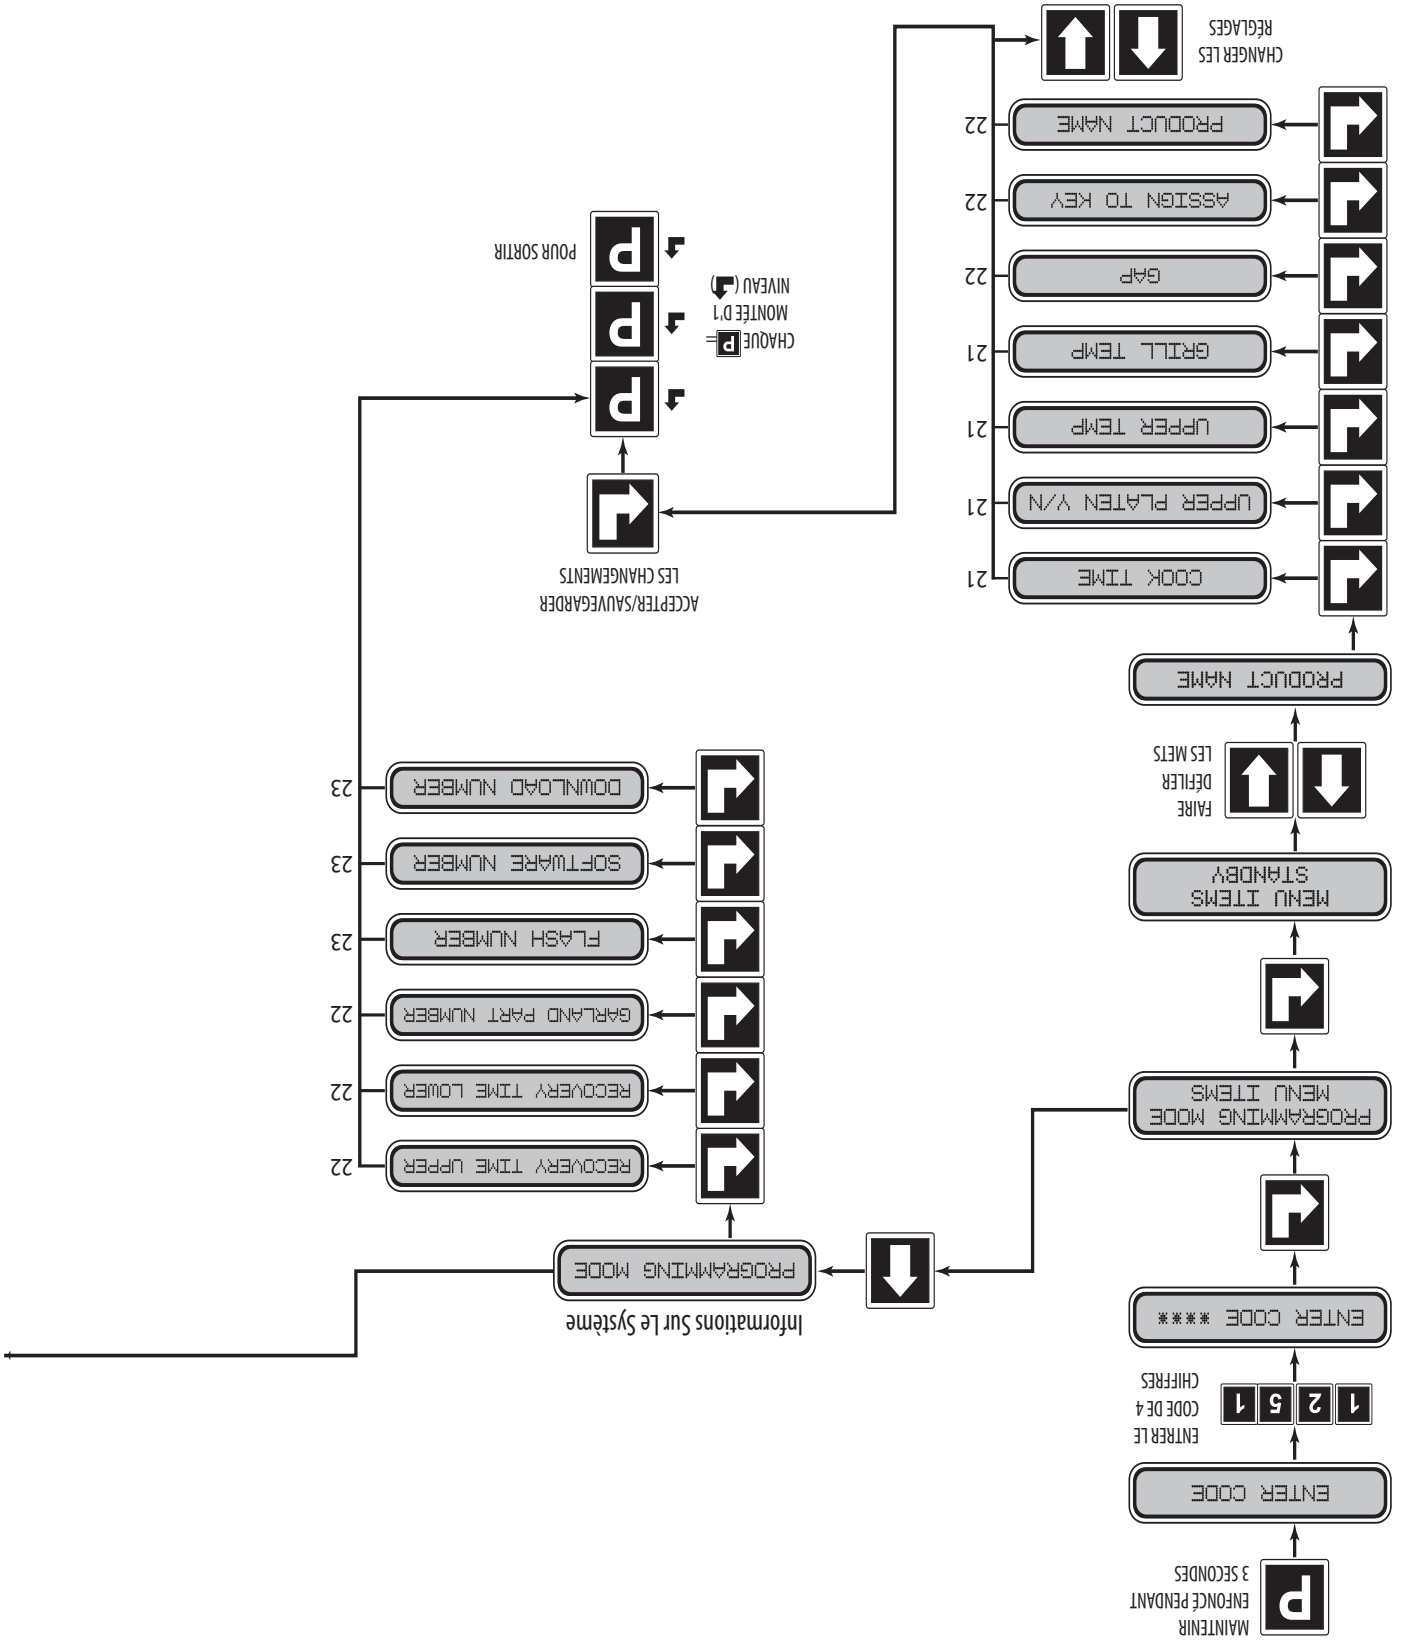 P
MAINTENIR
ENFONCÉ PENDANT
3 SECONDES
ENTER CODE
1 2 5 1
ENTRER LE
CODE DE 4
CHIFFRES
ENTER CODE ****
PROGRAMMING MODE
MENU ITEMS
MENU ITEMS
STANDBY
FAIRE
DÉFILER
LES METS
PRODUCT NAME
COOK TIME 21
UPPER PLATEN Y/N 21
UPPER TEMP 21
GRILL TEMP 21
GAP 22
ASSIGN TO KEY 22
PRODUCT NAME 22
CHANGER LES
RÉGLAGES
Informations Sur Le Système
PROGRAMMING MODE
RECOVERY TIME UPPER 22
RECOVERY TIME LOWER 22
GARLAND PART NUMBER 22
FLASH NUMBER 23
SOFTWARE NUMBER 23
DOWNLOAD NUMBER 23
ACCEPTER/SAUVEGARDER
LES CHANGEMENTS
P
P
P
CHAQUE P =
MONTÉE D'1
NIVEAU ( )
POUR SORTIR